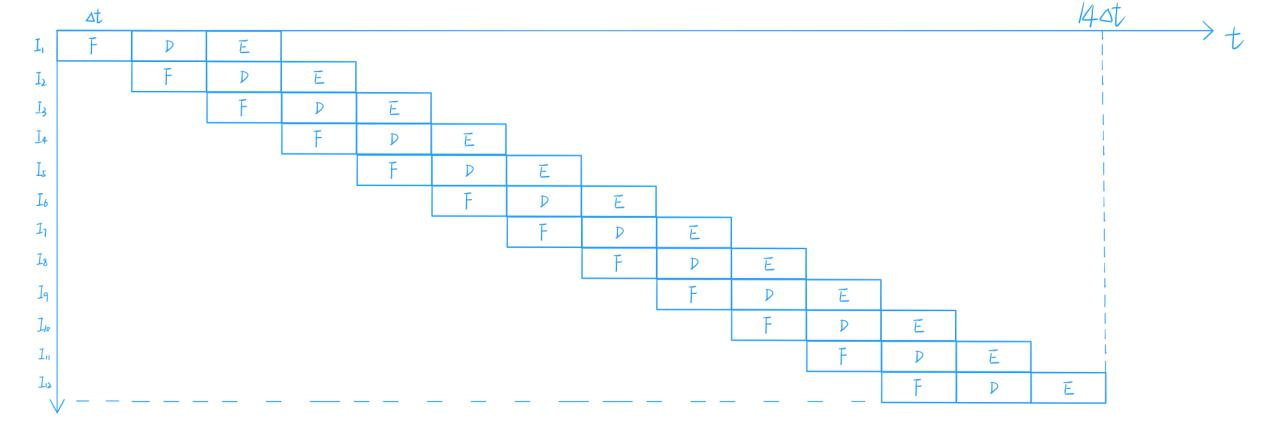 Δt
14Δt
t
I₁ F D E
I₂ F D E
I₃ F D E
I₄ F D E
I₅ F D E
I₆ F D E
I₇ F D E
I₈ F D E
I₉ F D E
I₁₀ F D E
I₁₁ F D E
I₁₂ F D E